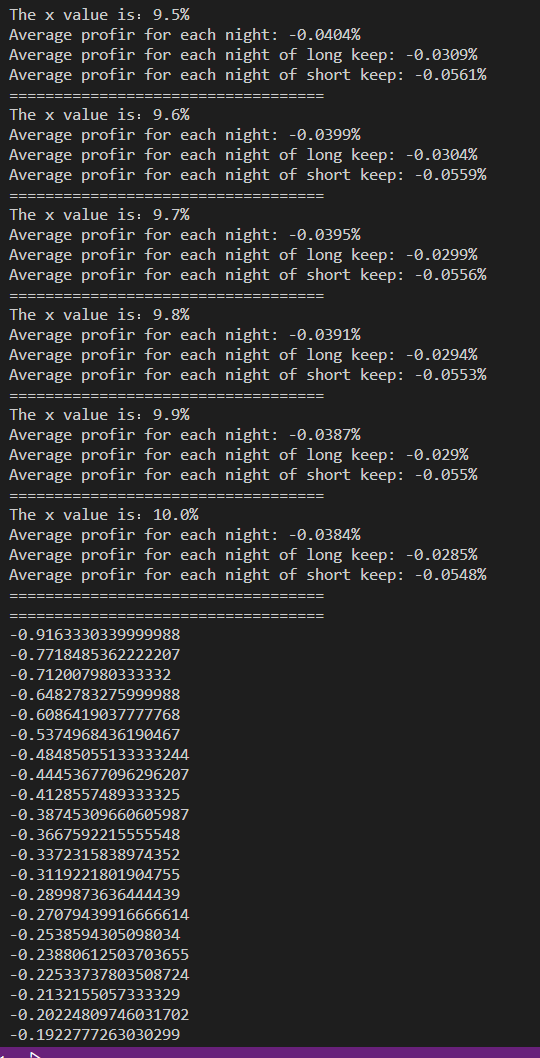 The x value is: 9.5%
Average profir for each night: -0.0404%
Average profir for each night of long keep: -0.0309%
Average profir for each night of short keep: -0.0561%
===================================
The x value is: 9.6%
Average profir for each night: -0.0399%
Average profir for each night of long keep: -0.0304%
Average profir for each night of short keep: -0.0559%
===================================
The x value is: 9.7%
Average profir for each night: -0.0395%
Average profir for each night of long keep: -0.0299%
Average profir for each night of short keep: -0.0556%
===================================
The x value is: 9.8%
Average profir for each night: -0.0391%
Average profir for each night of long keep: -0.0294%
Average profir for each night of short keep: -0.0553%
===================================
The x value is: 9.9%
Average profir for each night: -0.0387%
Average profir for each night of long keep: -0.029%
Average profir for each night of short keep: -0.055%
===================================
The x value is: 10.0%
Average profir for each night: -0.0384%
Average profir for each night of long keep: -0.0285%
Average profir for each night of short keep: -0.0548%
===================================
===================================
-0.9163330339999988
-0.7718485362222207
-0.712007980333332
-0.6482783275999988
-0.6086419037777768
-0.5374968436190467
-0.48485055133333244
-0.44453677096296207
-0.4128557489333325
-0.38745309660605987
-0.3667592215555548
-0.3372315838974352
-0.3119221801904755
-0.2899873636444439
-0.27079439916666614
-0.2538594305098034
-0.23880612503703655
-0.22533737803508724
-0.2132155057333329
-0.20224809746031702
-0.1922777263030299